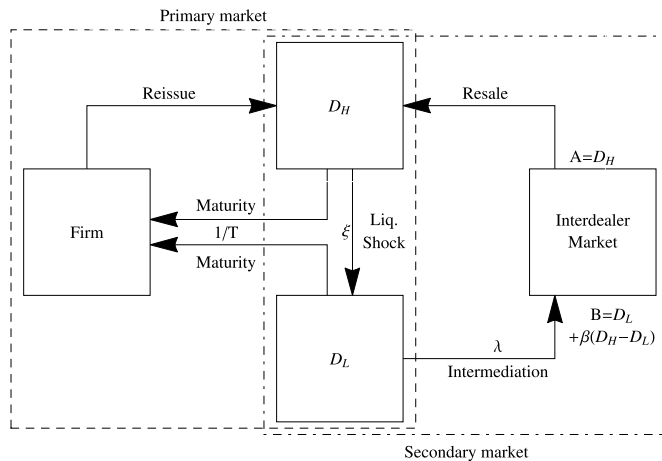 Primary market
Reissue
D_H
Resale
A=D_H
Firm
Maturity
1/T
Maturity
ξ
Liq.
Shock
Interdealer
Market
D_L
λ
Intermediation
B=D_L
+β(D_H−D_L)
Secondary market